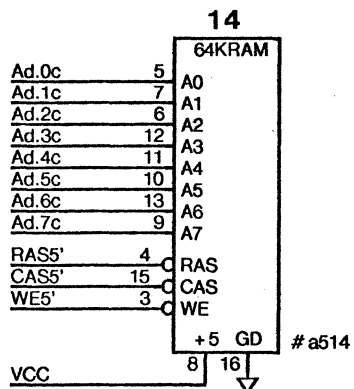 14
64KRAM
Ad.0c 5 A0
Ad.1c 7 A1
Ad.2c 6 A2
Ad.3c 12 A3
Ad.4c 11 A4
Ad.5c 10 A5
Ad.6c 13 A6
Ad.7c 9 A7
RAS5' 4 RAS
CAS5' 15 CAS
WE5' 3 WE
+5 GD
8 16 #a514
VCC